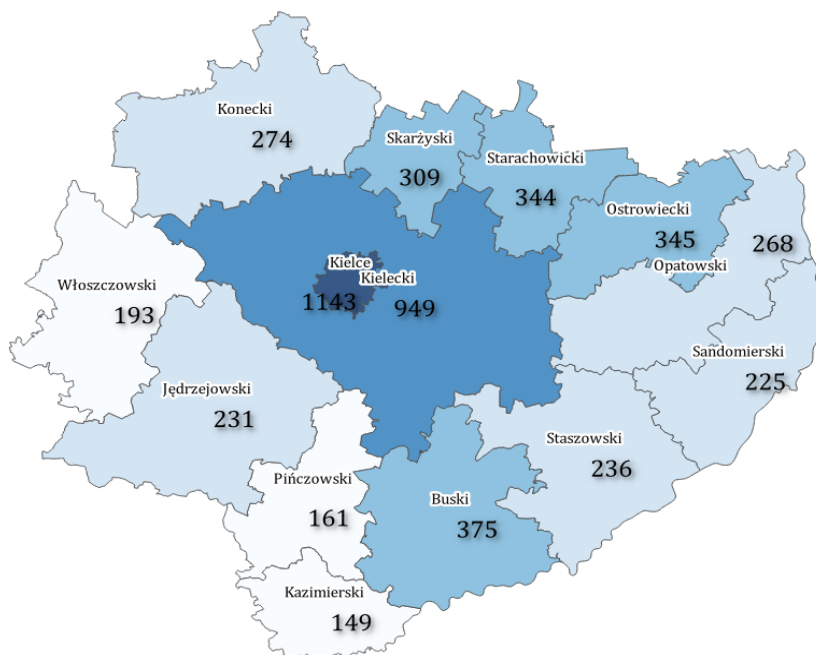 Konecki
274
Skarżyski
309
Starachowicki
344
Ostrowiecki
345
268
Opatowski
Kielce
Kielecki
1143
949
Włoszczowski
193
Sandomierski
225
Jędrzejowski
231
Staszowski
236
Pińczowski
161
Buski
375
Kazimierski
149